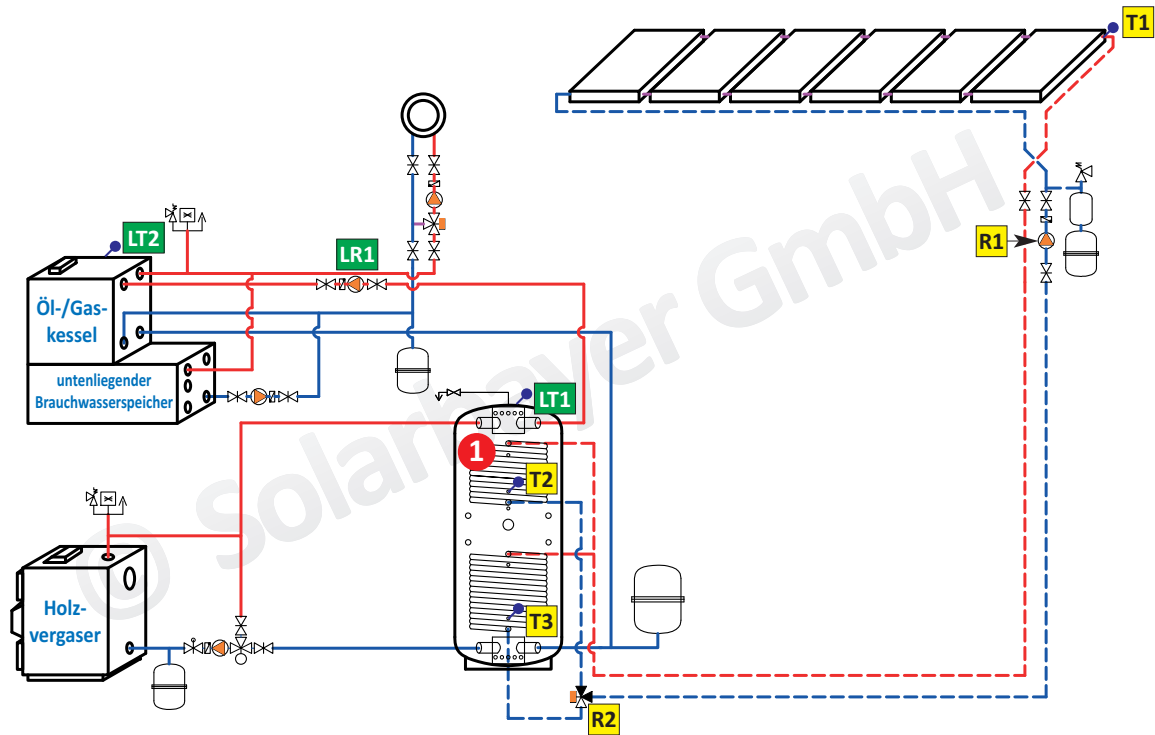 T1
LT2
LR1
R1
Öl-/Gas-
kessel
untenliegender
Brauchwasserspeicher
LT1
1
T2
T3
Holz-
vergaser
R2
© Solarbayer GmbH